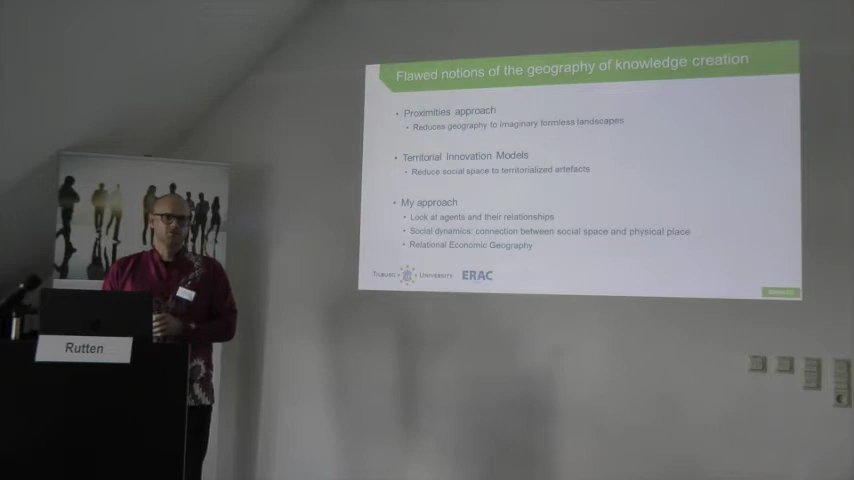 Flawed notions of the geography of knowledge creation
• Proximities approach
• Reduces geography to imaginary formless landscapes
• Territorial Innovation Models
• Reduce social space to territorialized artefacts
• My approach
• Look at agents and their relationships
• Social dynamics: connection between social space and physical place
• Relational Economic Geography
TILBURG UNIVERSITY ERAC
Rutten